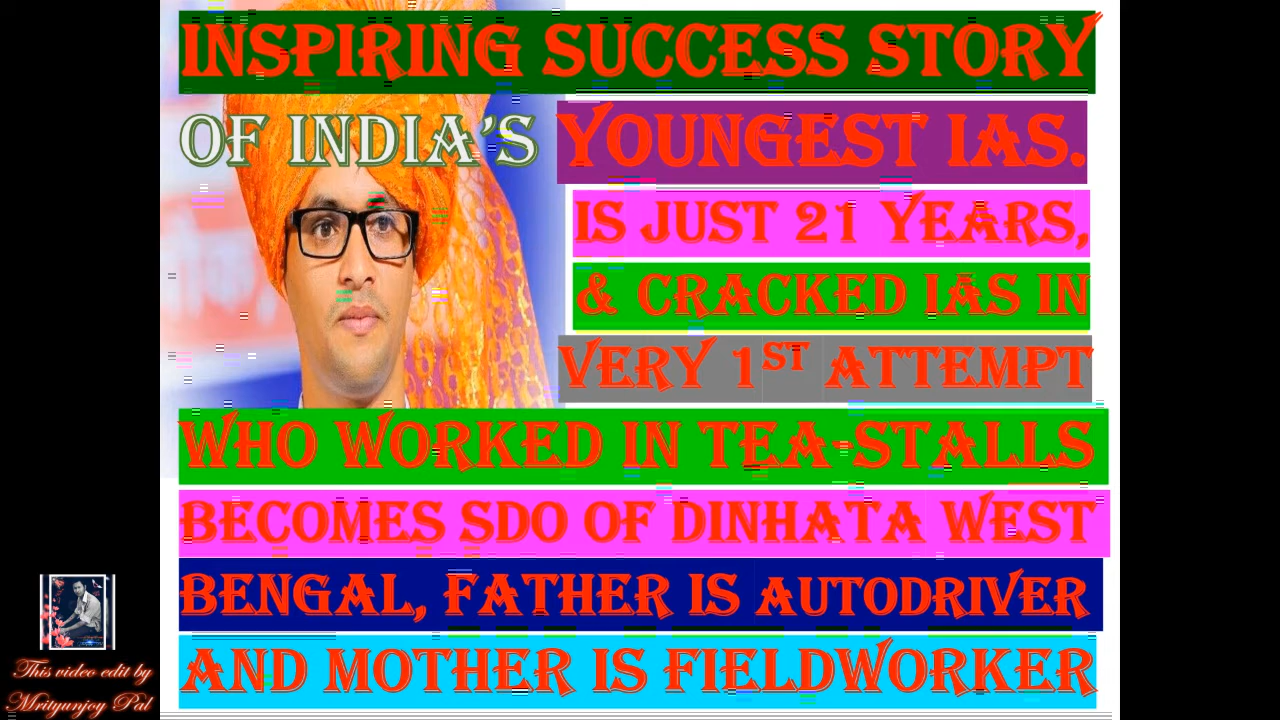 INSPIRING SUCCESS STORY
OF INDIA'S YOUNGEST IAS.
IS JUST 21 YEARS,
& CRACKED IAS IN
VERY 1ST ATTEMPT
WHO WORKED IN TEA-STALLS
BECOMES SDO OF DINHATA WEST
BENGAL, FATHER IS AUTODRIVER
AND MOTHER IS FIELDWORKER
This video edit by
Mrityunjoy Pal